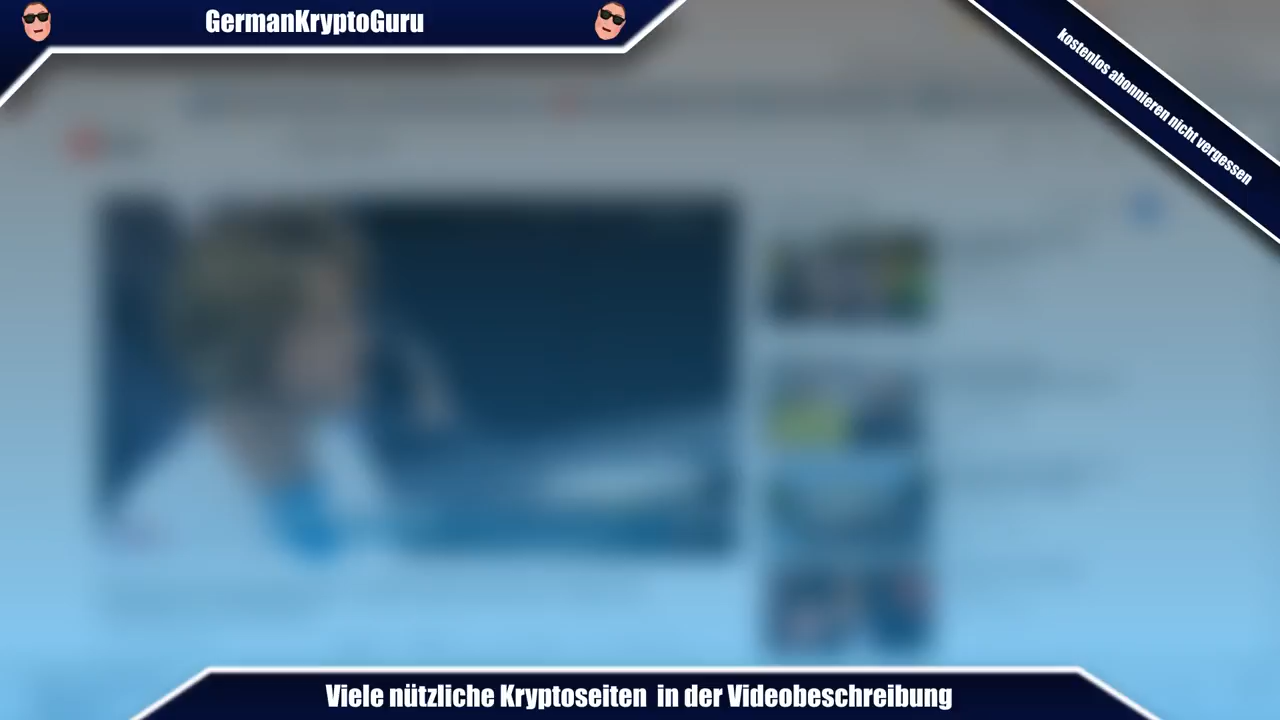 GermanKryptoGuru
kostenlos abonnieren nicht vergessen
Viele nützliche Kryptoseiten  in der Videobeschreibung